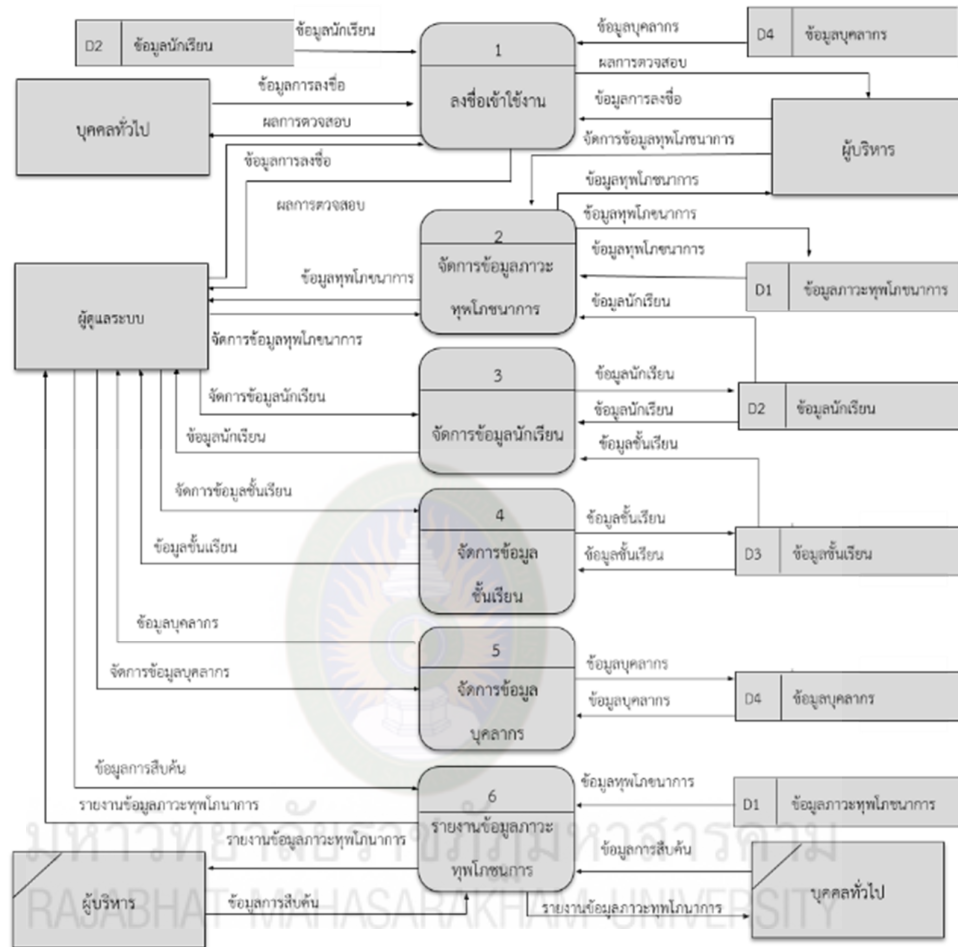 D2 ข้อมูลนักเรียน
ข้อมูลนักเรียน
1
ลงชื่อเข้าใช้งาน
ข้อมูลบุคลากร
D4 ข้อมูลบุคลากร
ผลการตวจสอบ
ข้อมูลการลงชื่อ
บุคคลทั่วไป
ข้อมูลการลงชื่อ
ผลการตวจสอบ
จัดการข้อมูลทุพโภชนาการ
ผู้บริหาร
ข้อมูลการลงชื่อ
ผลการตวจสอบ
ข้อมูลทุพโภชนาการ
2
จัดการข้อมูลภาวะ
ทุพโภชนาการ
ข้อมูลทุพโภชนาการ
ข้อมูลทุพโภชนาการ
D1 ข้อมูลภาวะทุพโภชนาการ
ผู้ดูแลระบบ
ข้อมูลทุพโภชนาการ
จัดการข้อมูลทุพโภชนาการ
ข้อมูลนักเรียน
3
จัดการข้อมูลนักเรียน
จัดการข้อมูลนักเรียน
ข้อมูลนักเรียน
ข้อมูลนักเรียน
ข้อมูลนักเรียน
D2 ข้อมูลนักเรียน
ข้อมูลชั้นเรียน
4
จัดการข้อมูล
ชั้นเรียน
จัดการข้อมูลชั้นเรียน
ข้อมูลชั้นเเรียน
ข้อมูลชั้นเรียน
ข้อมูลชั้นเรียน
D3 ข้อมูลชั้นเรียน
5
จัดการข้อมูล
บุคลากร
ข้อมูลบุคลากร
จัดการข้อมูลบุคลากร
ข้อมูลบุคลากร
ข้อมูลบุคลากร
D4 ข้อมูลบุคลากร
6
รายงานข้อมูลภาวะ
ทุพโภชนการ
ข้อมูลการสืบค้น
รายงานข้อมูลภาวะทุพโภนาการ
รายงานข้อมูลภาวะทุพโภนาการ
ข้อมูลทุพโภชนาการ
D1 ข้อมูลภาวะทุพโภชนาการ
ข้อมูลการสืบค้น
ผู้บริหาร
ข้อมูลการสืบค้น
รายงานข้อมูลภาวะทุพโภนาการ
บุคคลทั่วไป
มหาวิทยาลัยราชภัฏมหาสารคาม
RAJABHAT MAHASARAKHAM UNIVERSITY